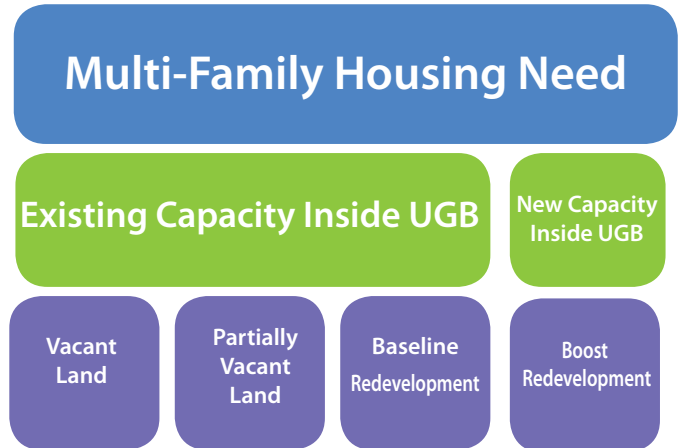 Multi-Family Housing Need
Existing Capacity Inside UGB
New Capacity
Inside UGB
Vacant
Land
Partially
Vacant
Land
Baseline
Redevelopment
Boost
Redevelopment